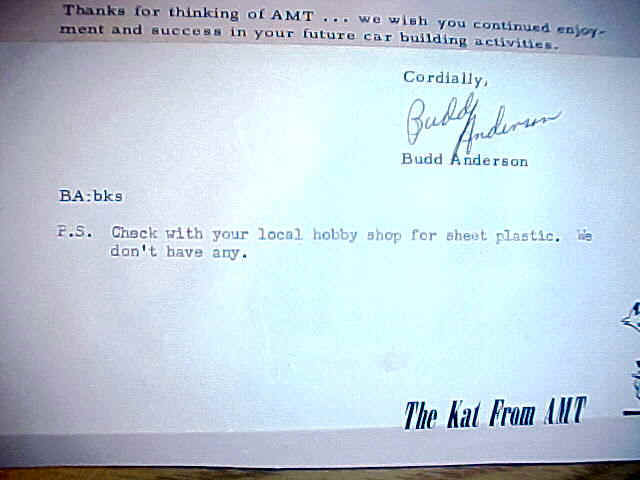 Thanks for thinking of AMT ... we wish you continued enjoy-
ment and success in your future car building activities.
Cordially,
Budd Anderson
Budd Anderson
BA:bks
P.S. Check with your local hobby shop for sheet plastic. We
don't have any.
The Kat From AMT